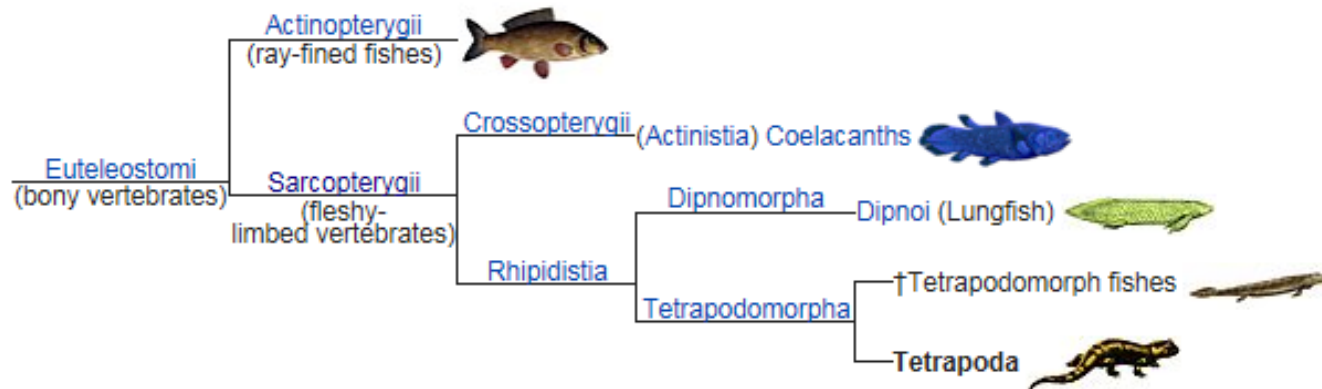 Actinopterygii
(ray-fined fishes)
Crossopterygii
(Actinistia) Coelacanths
Euteleostomi
(bony vertebrates)
Sarcopterygii
(fleshy-
limbed vertebrates)
Dipnomorpha
Dipnoi (Lungfish)
Rhipidistia
†Tetrapodomorph fishes
Tetrapodomorpha
Tetrapoda